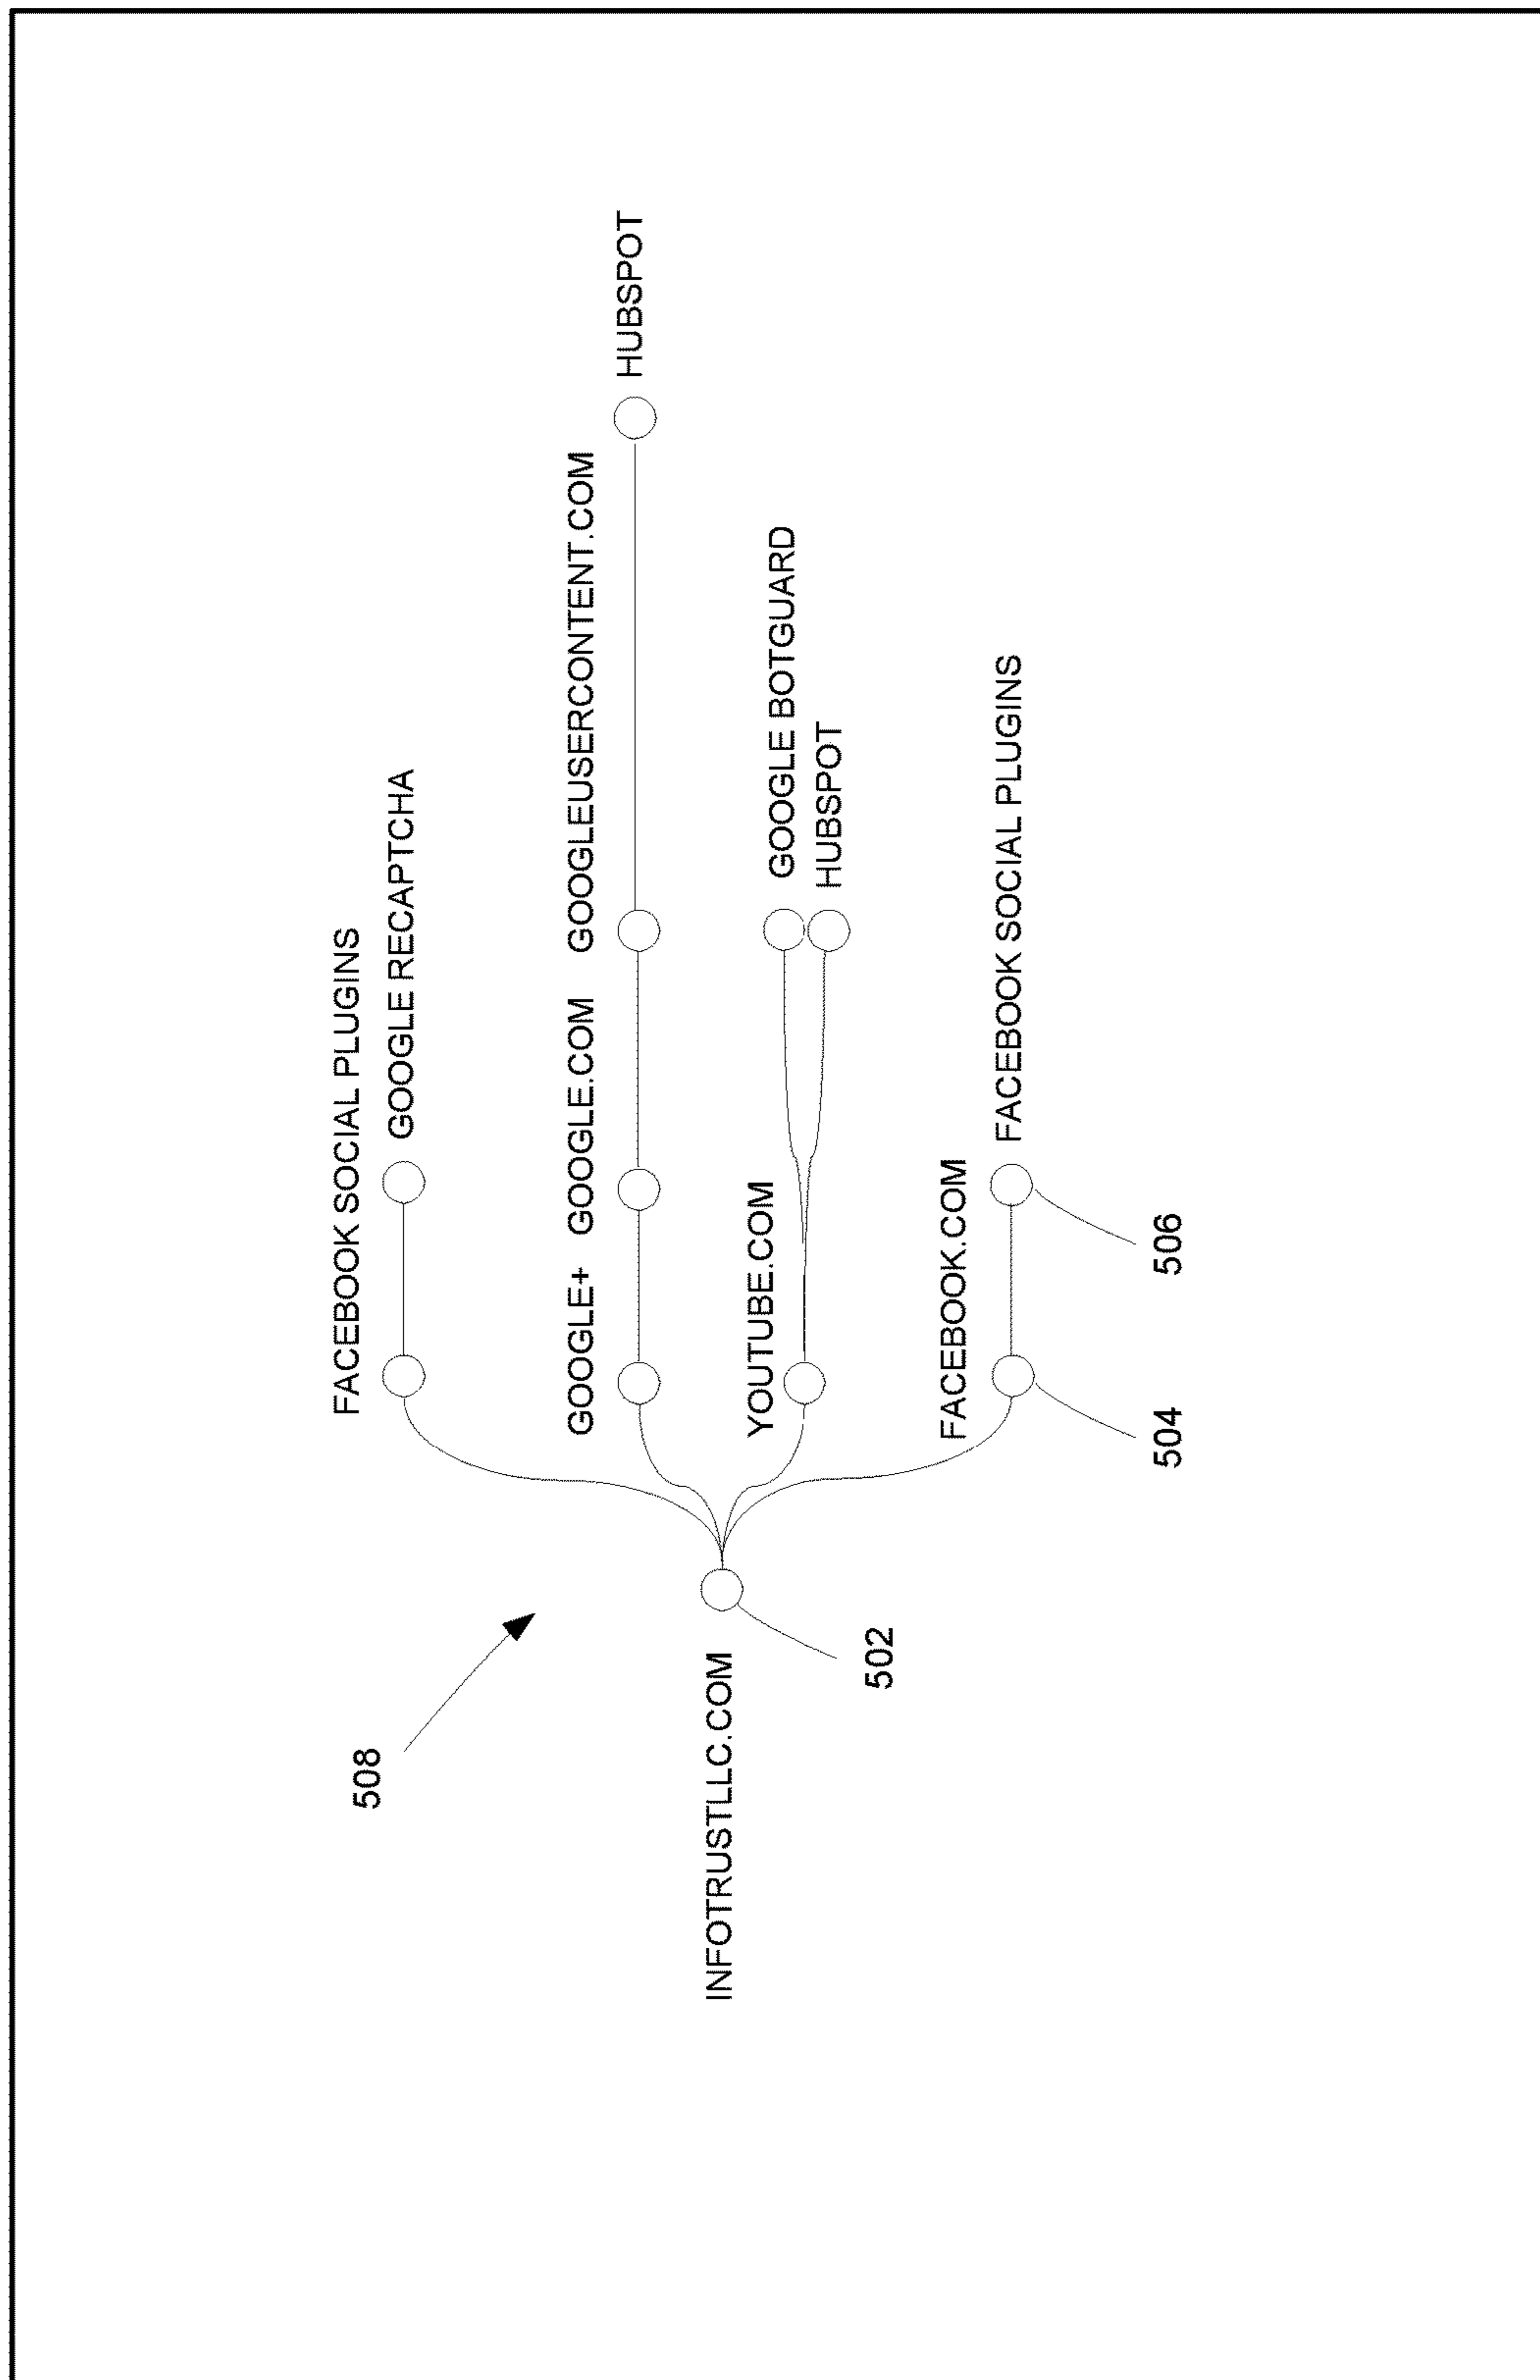 FACEBOOK SOCIAL PLUGINS
GOOGLE RECAPTCHA
508
GOOGLE+ GOOGLE.COM GOOGLEUSERCONTENT.COM
HUBSPOT
INFOTRUSTLLC.COM
YOUTUBE.COM
GOOGLE BOTGUARD
HUBSPOT
502
FACEBOOK.COM
FACEBOOK SOCIAL PLUGINS
504
506